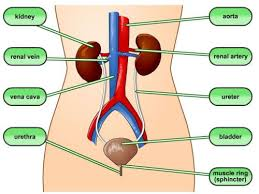 kidney
aorta
renal vein
renal artery
vena cava
ureter
urethra
bladder
muscle ring
(sphincter)